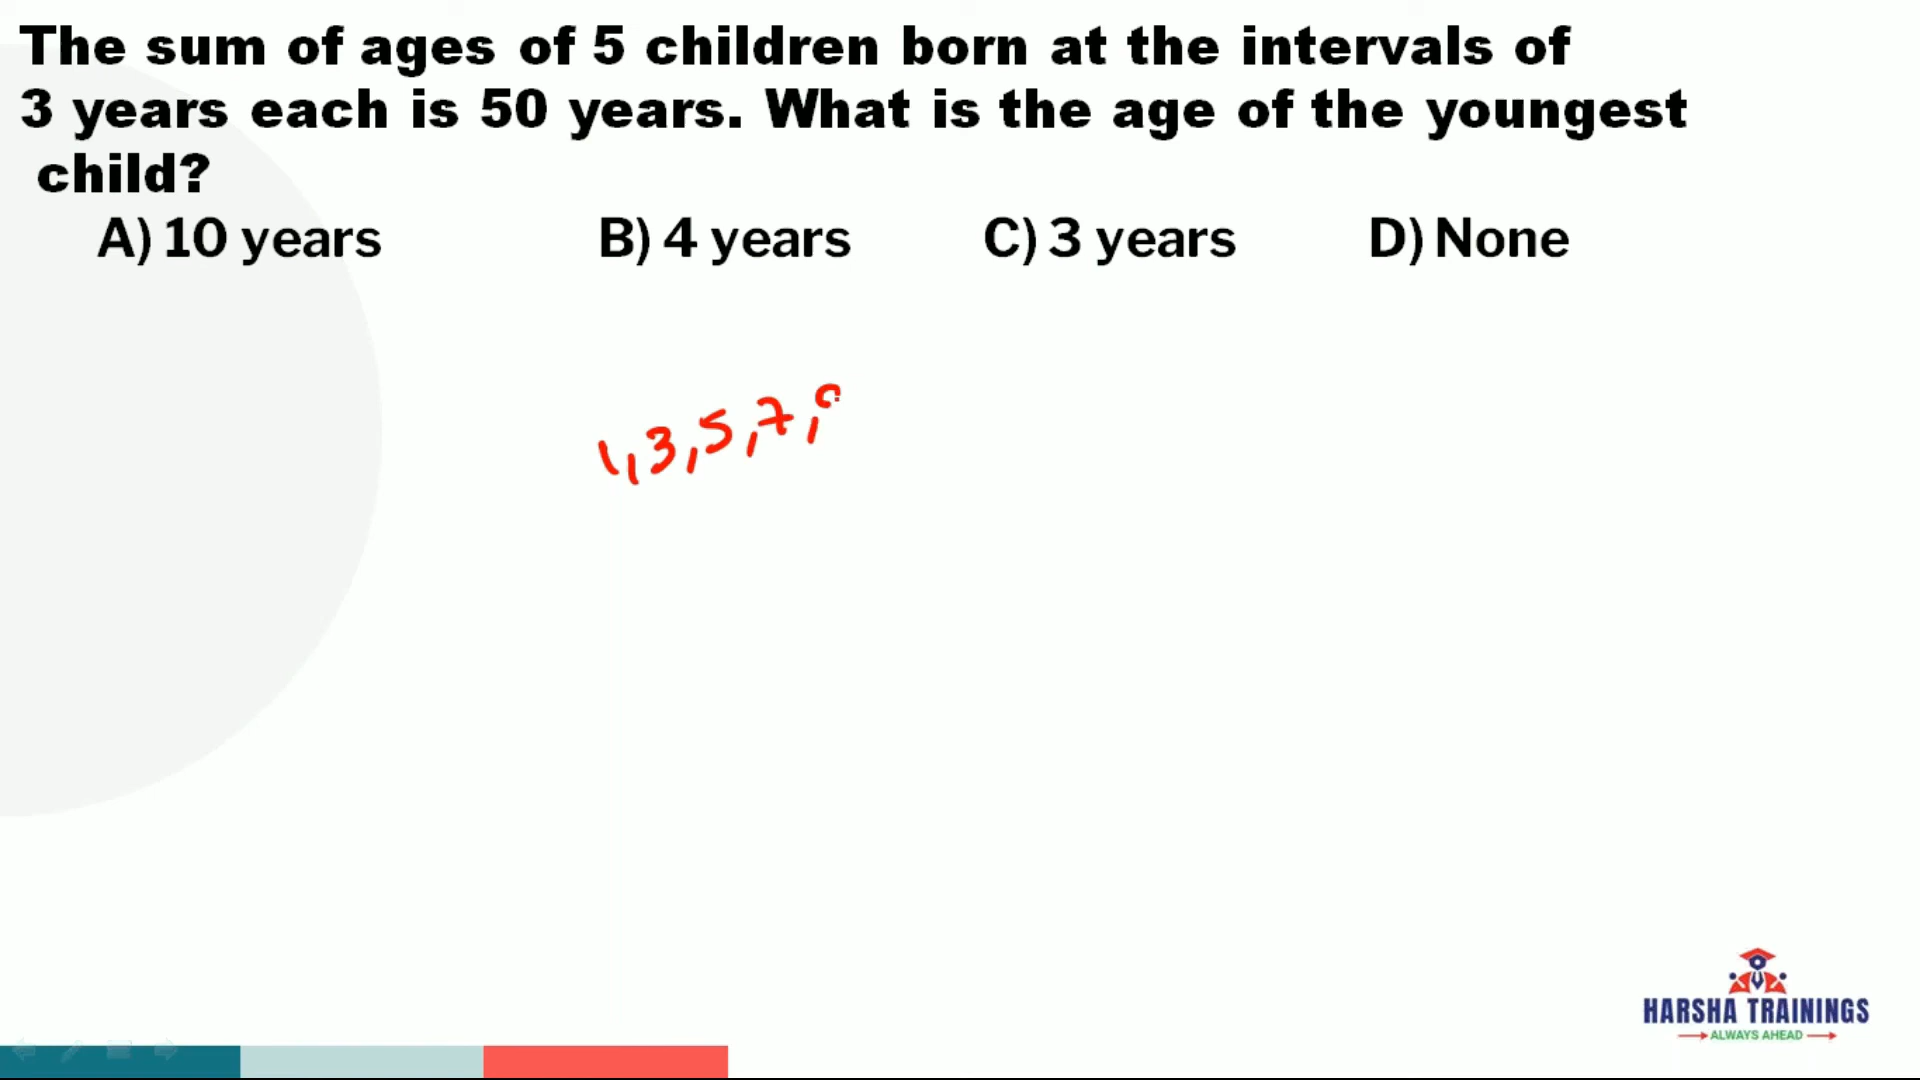 The sum of ages of 5 children born at the intervals of
3 years each is 50 years. What is the age of the youngest
child?
A) 10 years B) 4 years C) 3 years D) None
1,3,5,7,
HARSHA TRAININGS
ALWAYS AHEAD